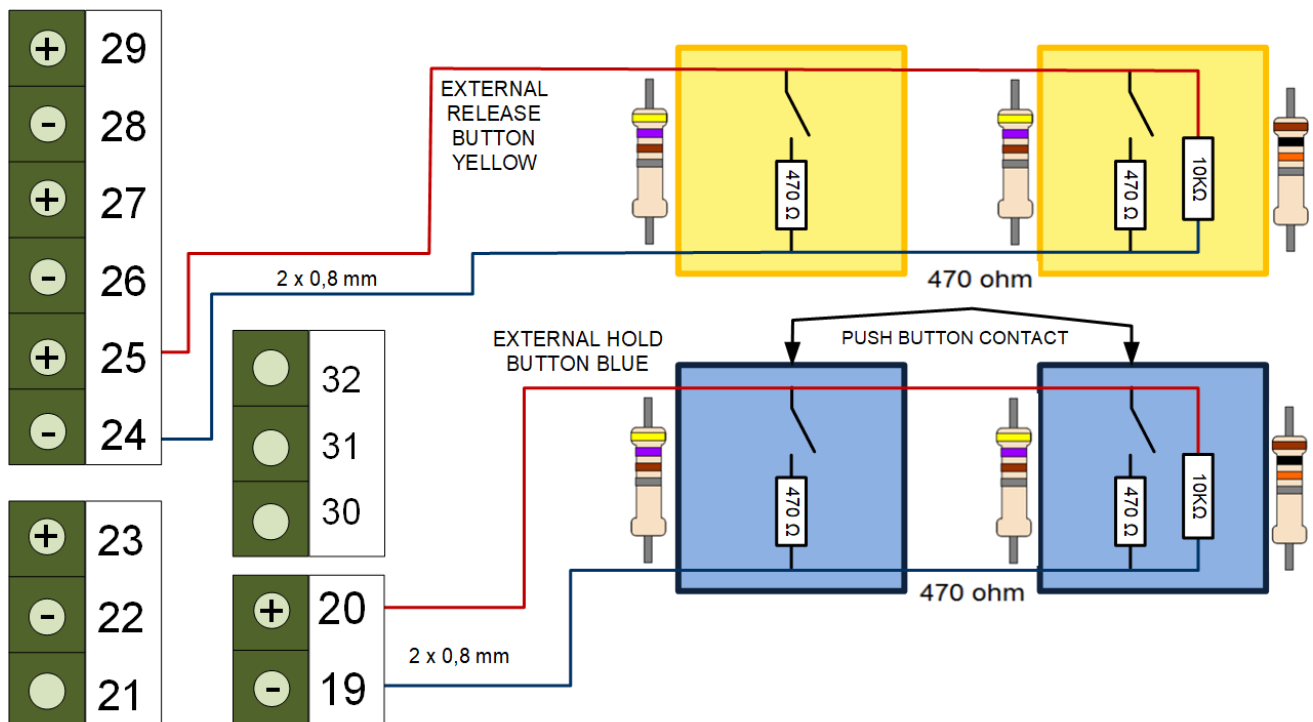 + 29
- 28
+ 27
- 26
+ 25
- 24
+ 23
- 22
21
32
31
30
+ 20
- 19
EXTERNAL
RELEASE
BUTTON
YELLOW
2 x 0,8 mm
470 Ω
470 Ω
10KΩ
470 ohm
EXTERNAL HOLD
BUTTON BLUE
PUSH BUTTON CONTACT
470 Ω
470 Ω
10KΩ
470 ohm
2 x 0,8 mm